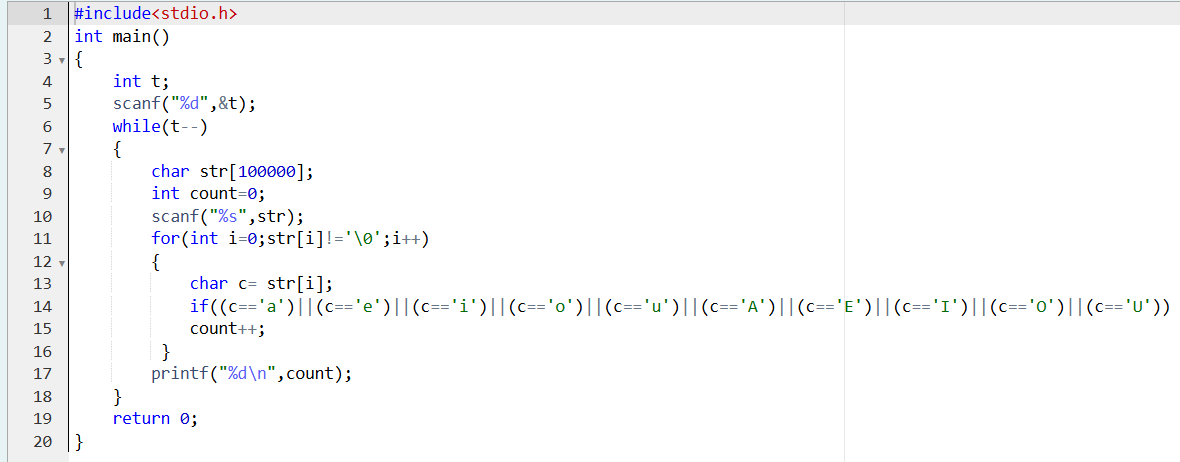 1 #include<stdio.h>
2 int main()
3 {
4     int t;
5     scanf("%d",&t);
6     while(t--)
7     {
8         char str[100000];
9         int count=0;
10         scanf("%s",str);
11         for(int i=0;str[i]!='\0';i++)
12         {
13             char c= str[i];
14             if((c=='a')||(c=='e')||(c=='i')||(c=='o')||(c=='u')||(c=='A')||(c=='E')||(c=='I')||(c=='O')||(c=='U'))
15             count++;
16          }
17         printf("%d\n",count);
18     }
19     return 0;
20 }